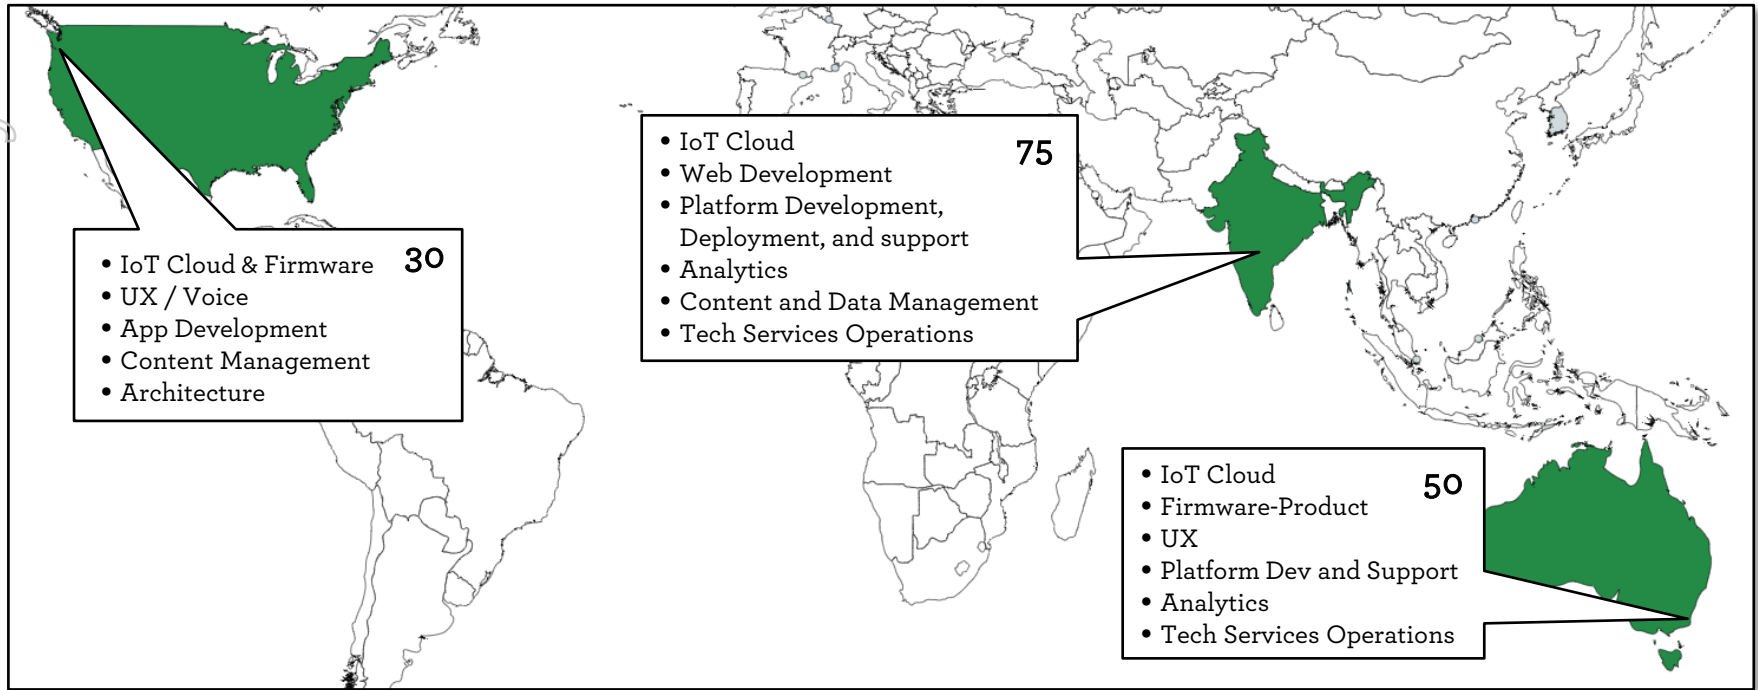 • IoT Cloud & Firmware
• UX / Voice
• App Development
• Content Management
• Architecture
30
• IoT Cloud
• Web Development
• Platform Development,
Deployment, and support
• Analytics
• Content and Data Management
• Tech Services Operations
75
• IoT Cloud
• Firmware-Product
• UX
• Platform Dev and Support
• Analytics
• Tech Services Operations
50